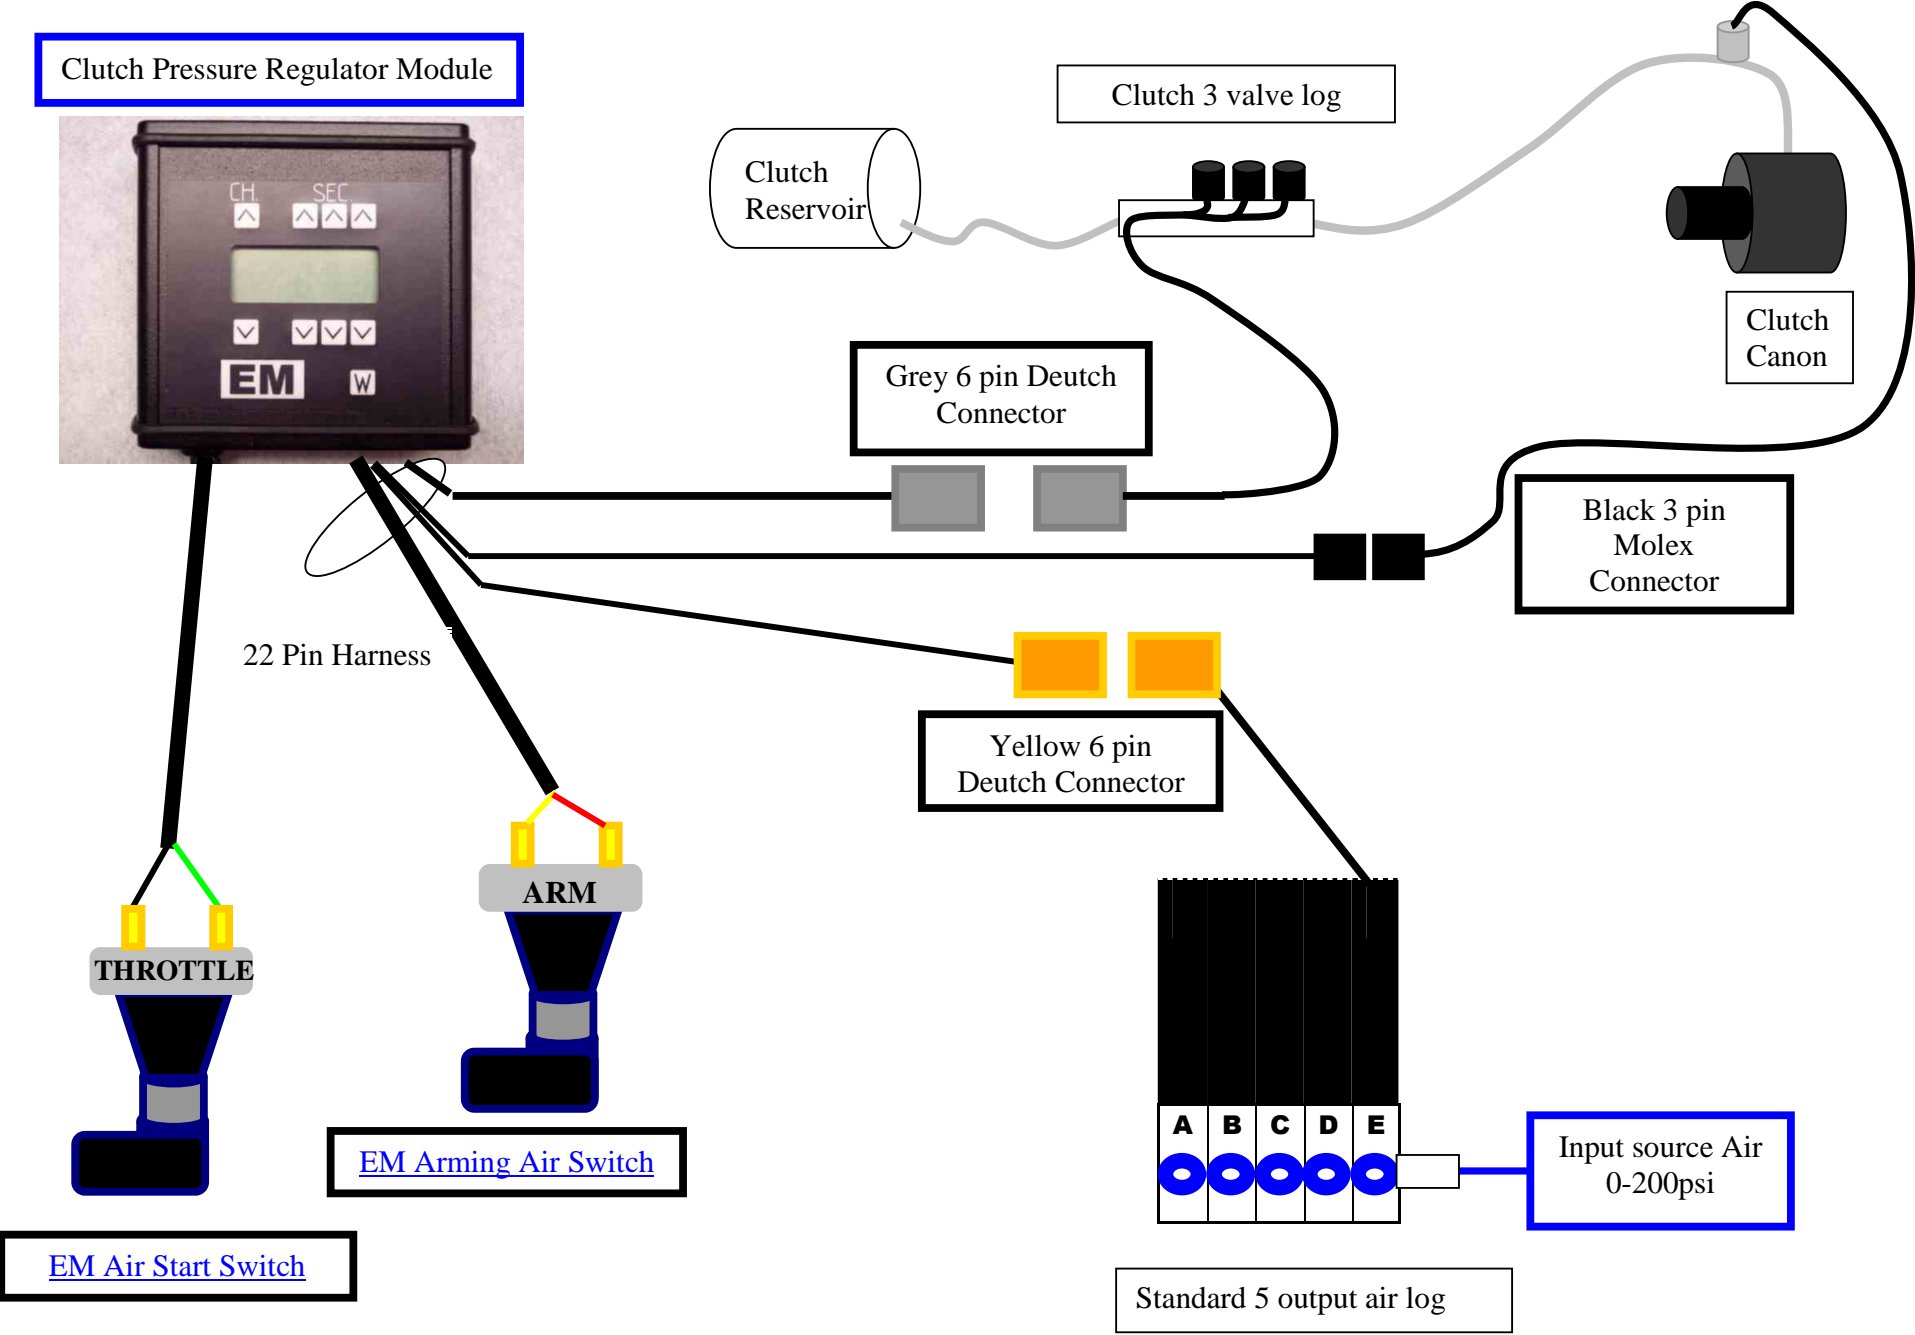 Clutch Pressure Regulator Module
CH. SEC.
EM
W
Clutch 3 valve log
Clutch
Reservoir
Clutch
Canon
Grey 6 pin Deutch
Connector
Black 3 pin
Molex
Connector
22 Pin Harness
Yellow 6 pin
Deutch Connector
ARM
THROTTLE
EM Arming Air Switch
EM Air Start Switch
A B C D E
Input source Air
0-200psi
Standard 5 output air log